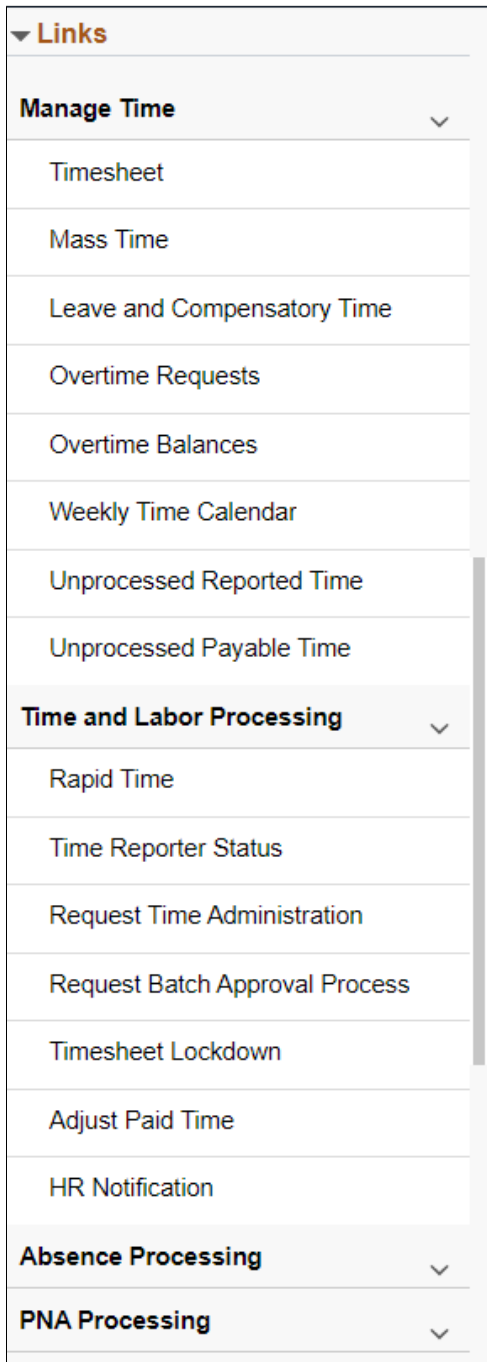 Links
Manage Time
Timesheet
Mass Time
Leave and Compensatory Time
Overtime Requests
Overtime Balances
Weekly Time Calendar
Unprocessed Reported Time
Unprocessed Payable Time
Time and Labor Processing
Rapid Time
Time Reporter Status
Request Time Administration
Request Batch Approval Process
Timesheet Lockdown
Adjust Paid Time
HR Notification
Absence Processing
PNA Processing